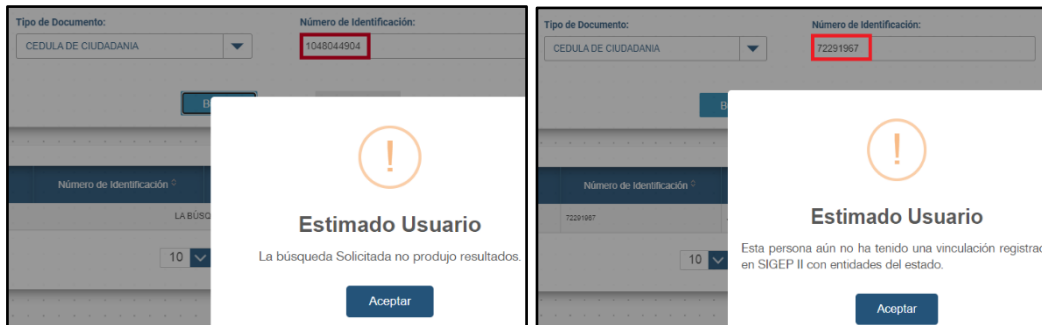 Tipo de Documento:
Número de Identificación:
CEDULA DE CIUDADANIA
1048044904
B
Número de Identificación
LA BÚSQ
10
Estimado Usuario
La búsqueda Solicitada no produjo resultados.
Aceptar
Tipo de Documento:
Número de Identificación:
CEDULA DE CIUDADANIA
72291967
B
Número de Identificación
72291967
10
Estimado Usuario
Esta persona aún no ha tenido una vinculación registrad
en SIGEP II con entidades del estado.
Aceptar